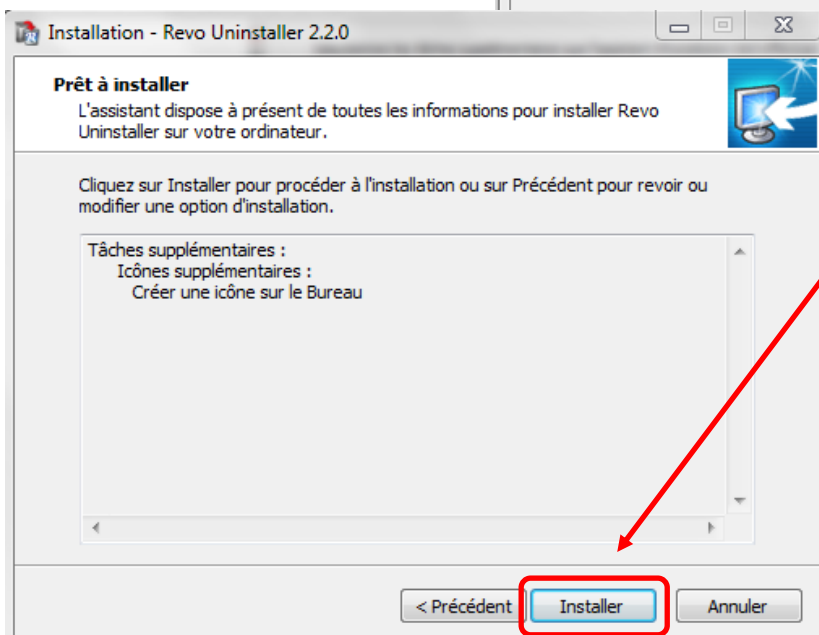 Installation - Revo Uninstaller 2.2.0
Prêt à installer
L'assistant dispose à présent de toutes les informations pour installer Revo
Uninstaller sur votre ordinateur.
Cliquez sur Installer pour procéder à l'installation ou sur Précédent pour revoir ou
modifier une option d'installation.
Tâches supplémentaires :
Icônes supplémentaires :
Créer une icône sur le Bureau
< Précédent
Installer
Annuler